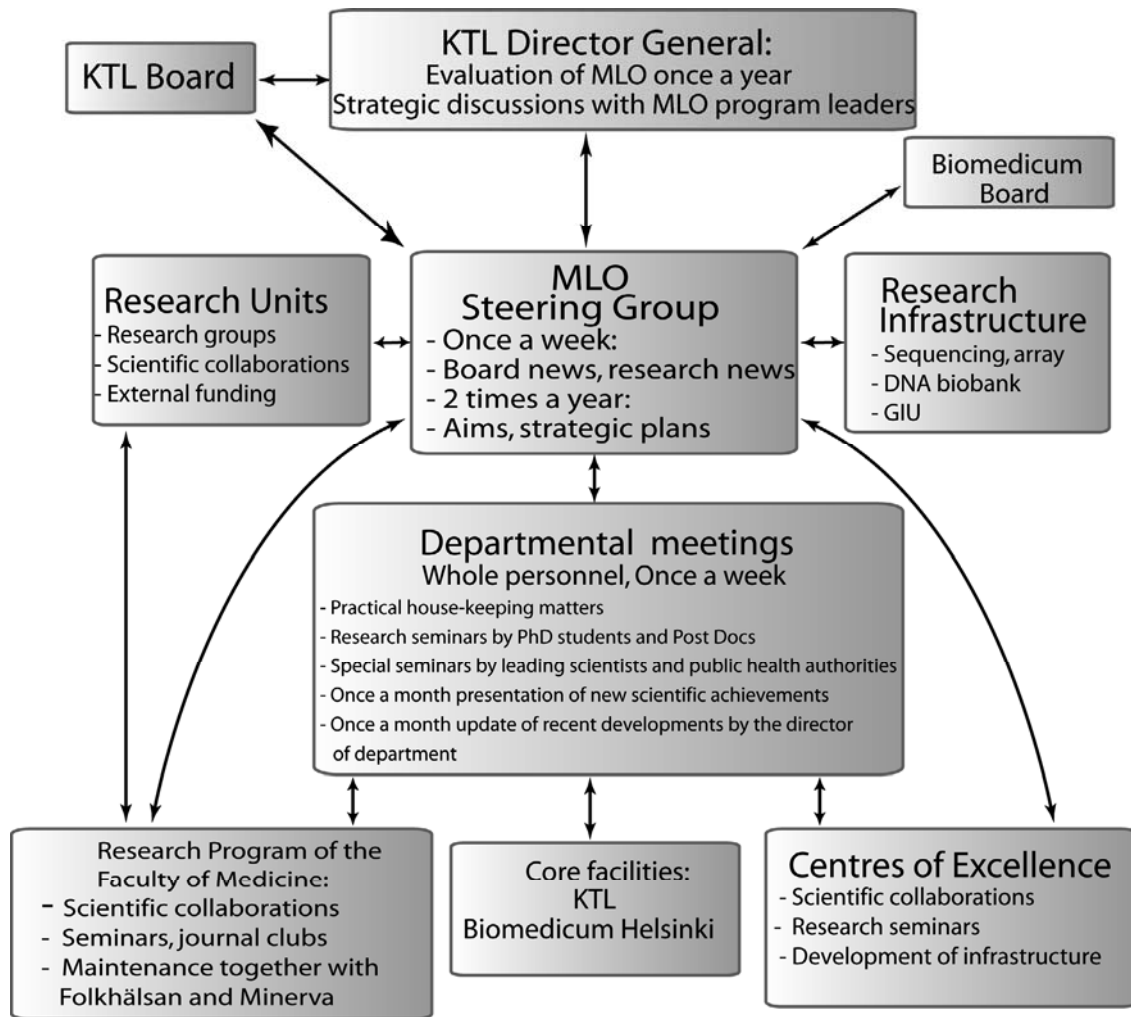 KTL Board
KTL Director General:
Evaluation of MLO once a year
Strategic discussions with MLO program leaders
Biomedicum
Board
Research Units
- Research groups
- Scientific collaborations
- External funding
MLO
Steering Group
- Once a week:
- Board news, research news
- 2 times a year:
- Aims, strategic plans
Research
Infrastructure
- Sequencing, array
- DNA biobank
- GIU
Departmental meetings
Whole personnel, Once a week
- Practical house-keeping matters
- Research seminars by PhD students and Post Docs
- Special seminars by leading scientists and public health authorities
- Once a month presentation of new scientific achievements
- Once a month update of recent developments by the director
of department
Research Program of the
Faculty of Medicine:
- Scientific collaborations
- Seminars, journal clubs
- Maintenance together with
Folkhälsan and Minerva
Core facilities:
KTL
Biomedicum Helsinki
Centres of Excellence
- Scientific collaborations
- Research seminars
- Development of infrastructure